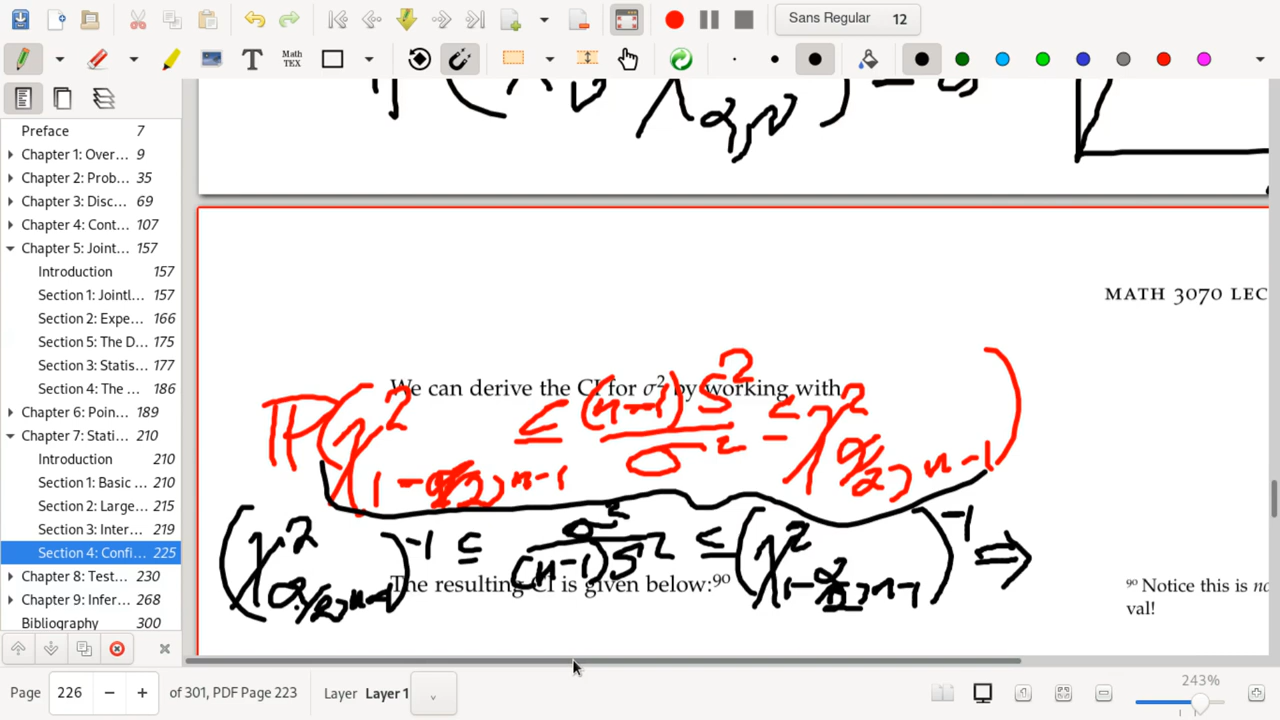 Sans Regular 12
Math TEX
Preface 7
Chapter 1: Over... 9
Chapter 2: Prob... 35
Chapter 3: Disc... 69
Chapter 4: Cont... 107
Chapter 5: Joint... 157
Introduction 157
Section 1: Jointl... 157
Section 2: Expe... 166
Section 5: The D... 175
Section 3: Statis... 177
Section 4: The ... 186
Chapter 6: Poin... 189
Chapter 7: Stati... 210
Introduction 210
Section 1: Basic ... 210
Section 2: Large... 215
Section 3: Inter... 219
Section 4: Confi... 225
Chapter 8: Test... 230
Chapter 9: Infer... 268
Bibliography 300
MATH 3070 LEC
We can derive the CI for σ² by working with
ℙ(χ²_{1-α/2, n-1} ≤ (n-1)S²/σ² ≤ χ²_{α/2, n-1})
(χ²_{α/2, n-1})⁻¹ ≤ σ²/(n-1)S² ≤ (χ²_{1-α/2, n-1})⁻¹ ⇒
The resulting CI is given below:⁹⁰
⁹⁰ Notice this is no
val!
Page 226 of 301, PDF Page 223 Layer Layer 1 243%